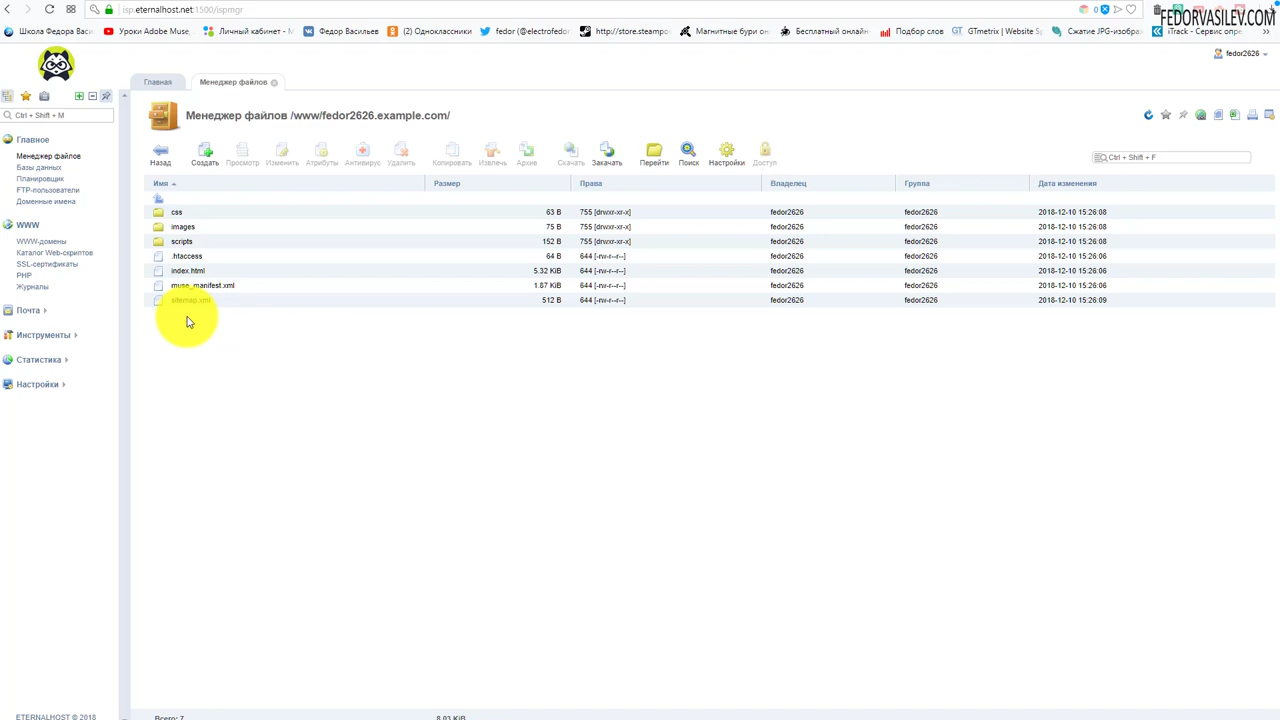 isp.eternalhost.net:1500/ispmgr
0
FEDORVASILEV.COM
Школа Федора Васи
Уроки Adobe Muse,
Личный кабинет -
Федор Васильев
(2) Одноклассники
fedor (@electrofedo
http://store.steampo
Магнитные бури он
Бесплатный онлайн
Подбор слов
GTmetrix | Website S
Сжатие JPG-изобра
iTrack - Сервис опре
»
fedor2626
Главная
Менеджер файлов
Ctrl + Shift + M
Менеджер файлов /www/fedor2626.example.com/
Главное
Менеджер файлов
Базы данных
Планировщик
FTP-пользователи
Доменные имена
WWW
WWW-домены
Каталог Web-скриптов
SSL-сертификаты
PHP
Журналы
Почта
Инструменты
Статистика
Настройки
Назад
Создать
Просмотр
Изменить
Атрибуты
Антивирус
Удалить
Копировать
Извлечь
Архив
Скачать
Закачать
Перейти
Поиск
Настройки
Доступ
Ctrl + Shift + F
Имя Размер Права Владелец Группа Дата изменения
css 63 B 755 [drwxr-xr-x] fedor2626 fedor2626 2018-12-10 15:26:08
images 75 B 755 [drwxr-xr-x] fedor2626 fedor2626 2018-12-10 15:26:08
scripts 152 B 755 [drwxr-xr-x] fedor2626 fedor2626 2018-12-10 15:26:08
.htaccess 64 B 644 [-rw-r--r--] fedor2626 fedor2626 2018-12-10 15:26:08
index.html 5.32 KiB 644 [-rw-r--r--] fedor2626 fedor2626 2018-12-10 15:26:06
muse_manifest.xml 1.87 KiB 644 [-rw-r--r--] fedor2626 fedor2626 2018-12-10 15:26:06
sitemap.xml 512 B 644 [-rw-r--r--] fedor2626 fedor2626 2018-12-10 15:26:09
ETERNALHOST © 2018
Всего: 7
8.03 KiB